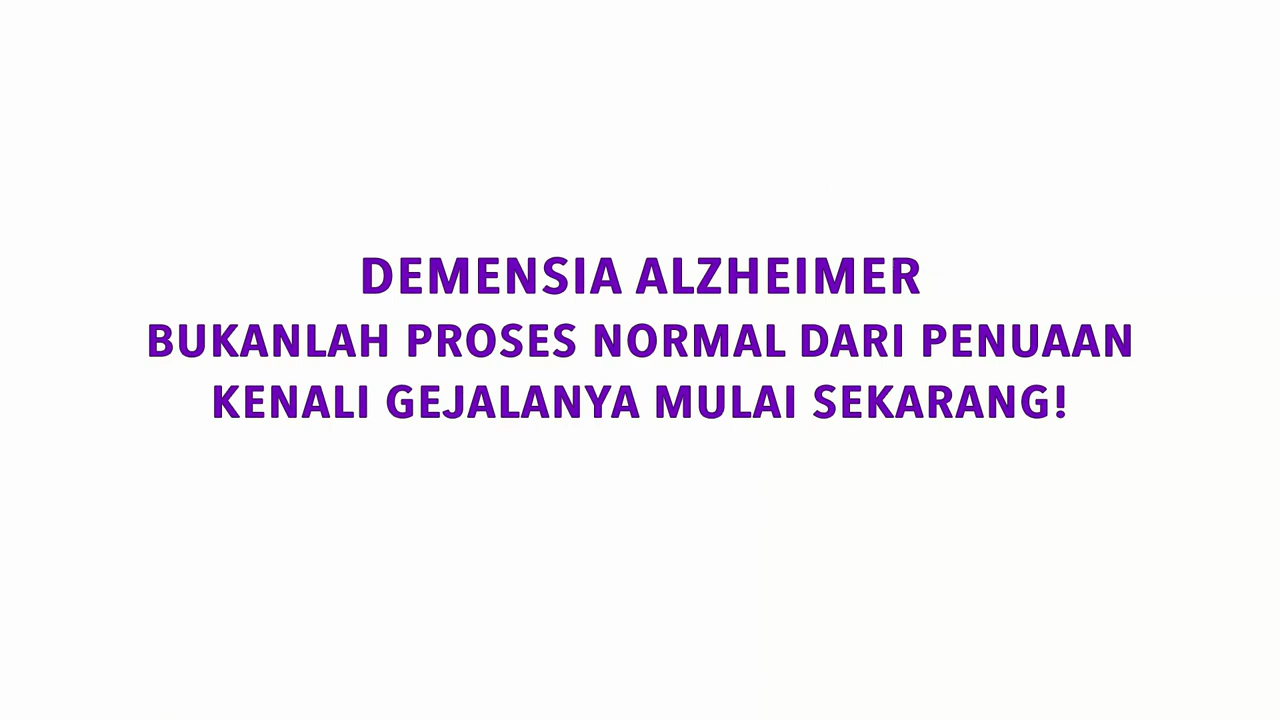 DEMENSIA ALZHEIMER
BUKANLAH PROSES NORMAL DARI PENUAAN
KENALI GEJALANYA MULAI SEKARANG!